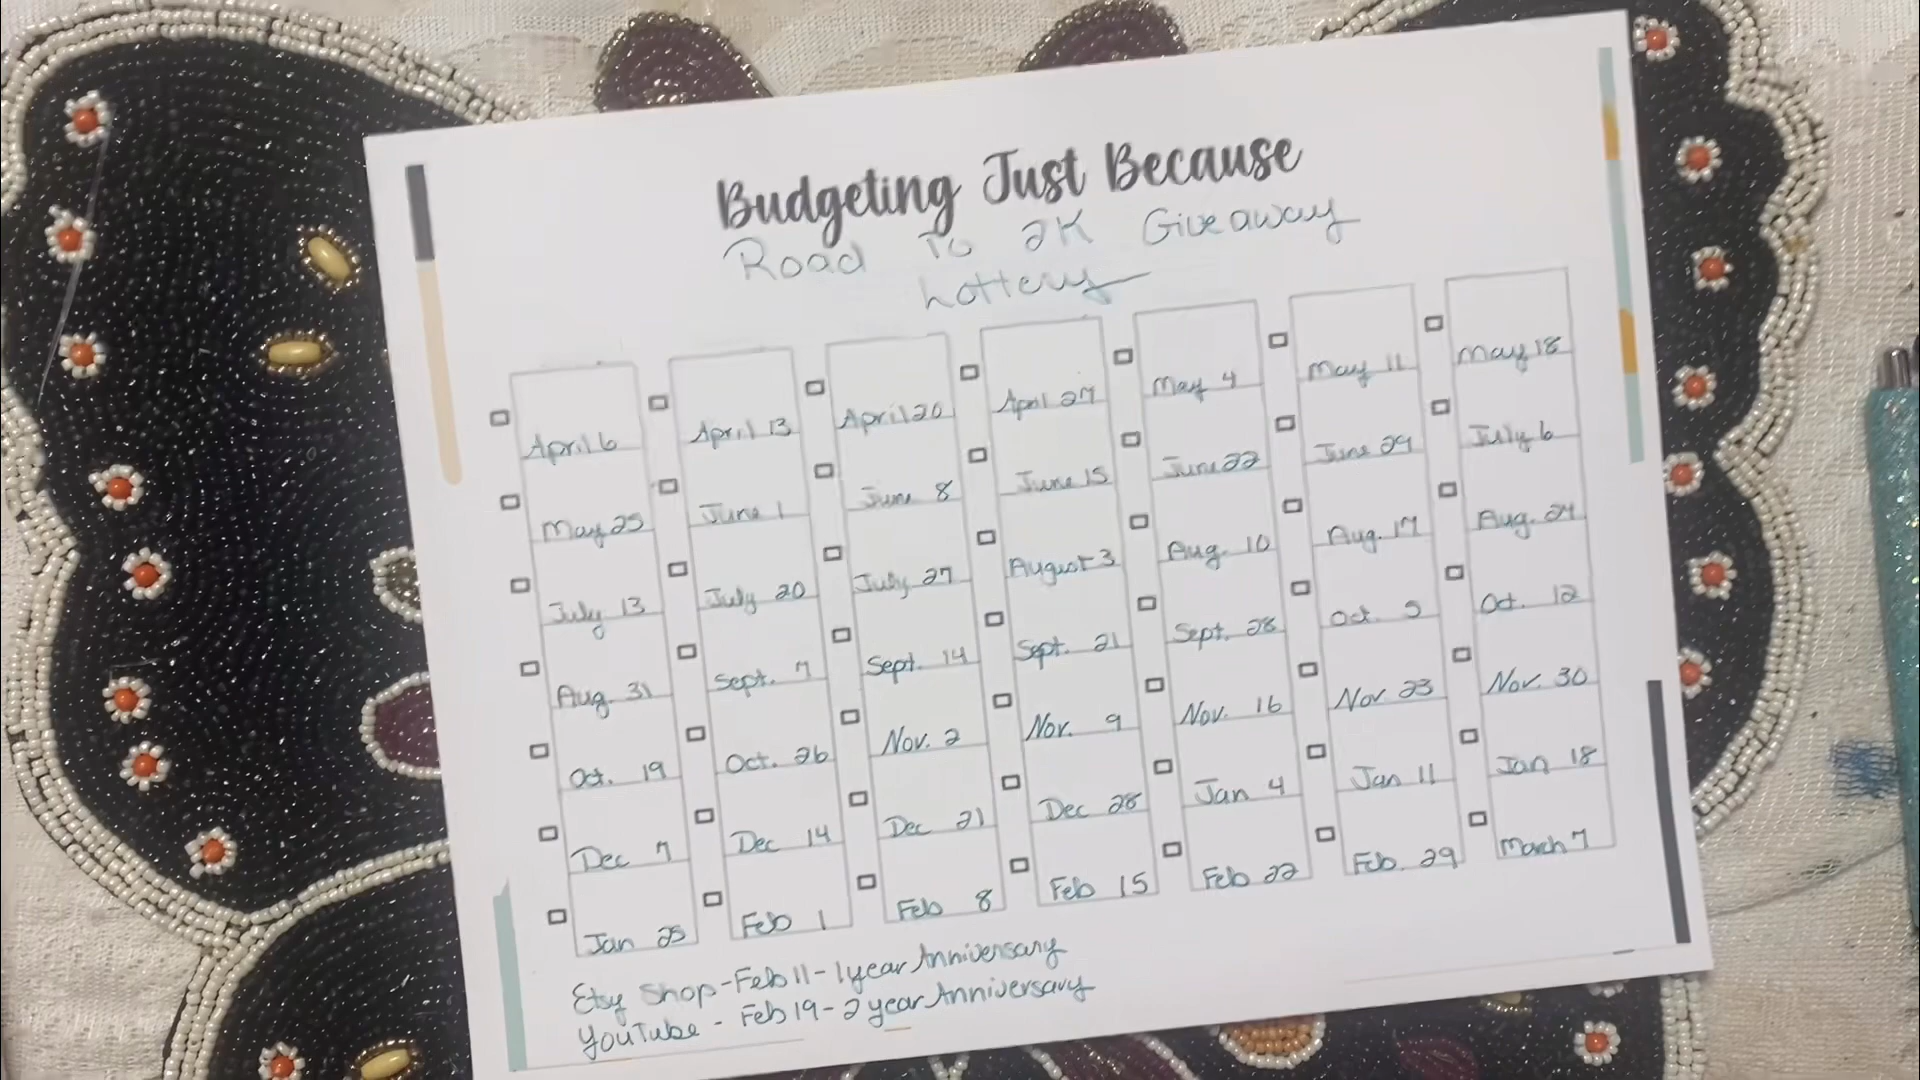 Budgeting Just Because
Road To 2K Giveaway
Lottery
April 6 April 13 April 20 April 27 May 4 May 11 May 18
May 25 June 1 June 8 June 15 June 22 June 29 July 6
July 13 July 20 July 27 August 3 Aug. 10 Aug. 17 Aug. 24
Aug. 31 Sept. 7 Sept. 14 Sept. 21 Sept. 28 Oct. 5 Oct. 12
Oct. 19 Oct. 26 Nov. 2 Nov. 9 Nov. 16 Nov 23 Nov. 30
Dec 7 Dec 14 Dec 21 Dec 28 Jan 4 Jan 11 Jan 18
Jan 25 Feb 1 Feb 8 Feb 15 Feb 22 Feb. 29 March 7
Etsy Shop - Feb 11 - 1 year Anniversary
YouTube - Feb 19 - 2 year Anniversary